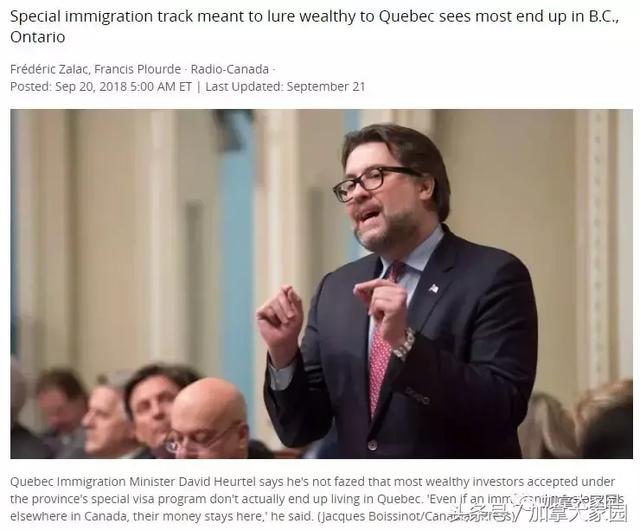 Special immigration track meant to lure wealthy to Quebec sees most end up in B.C.,
Ontario
Frédéric Zalac, Francis Plourde · Radio-Canada ·
Posted: Sep 20, 2018 5:00 AM ET | Last Updated: September 21
Quebec Immigration Minister David Heurtel says he's not fazed that most wealthy investors accepted under
the province's special visa program don't actually end up living in Quebec. 'Even if an
elsewhere in Canada, their money stays here,' he said. (Jacques Boissinot/
头条号 / 加拿大家园